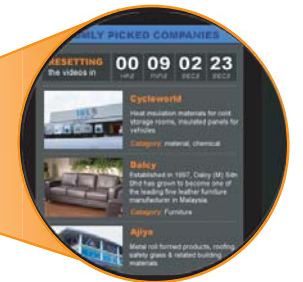 OMLY PICKED COMPANIES
RESETTING
the videos in
00 09 02 23
HRS MINS SECS SECS
Cycleworld
Heat insulation materials for cold
storage rooms, insulated panels for
vehicles
Category: material, chemical
Balcy
Established in 1997, Daley (M) Sdn
Bhd has grown to become one of
the leading fine leather furniture
manufacturer in Malaysia.
Category: Furniture
Ajiya
Metal roll formed products, roofing,
safety glass & related building
materials